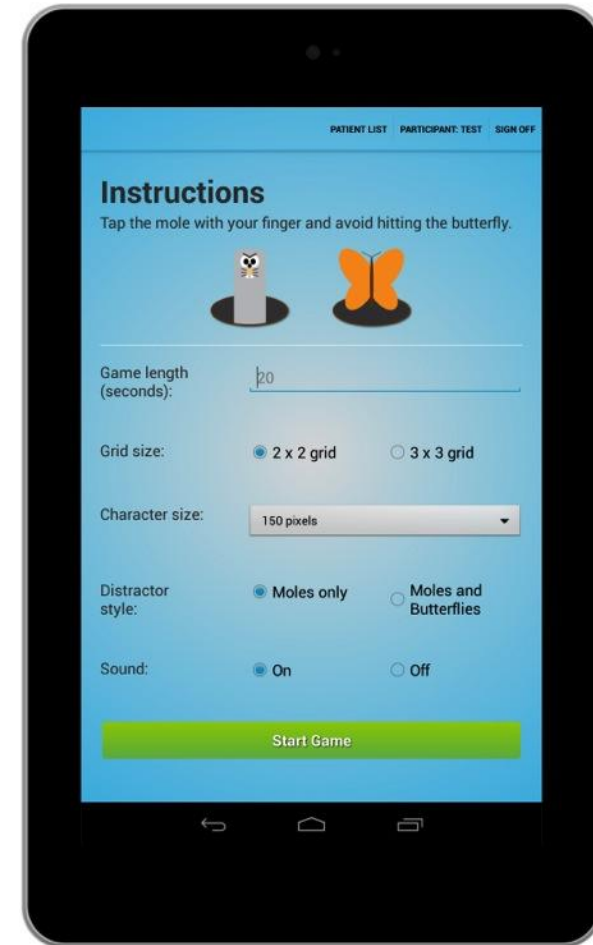 PATIENT LIST PARTICIPANT: TEST SIGN OFF
Instructions
Tap the mole with your finger and avoid hitting the butterfly.
Game length
(seconds):
20
Grid size:
2 x 2 grid
3 x 3 grid
Character size:
150 pixels
Distractor
style:
Moles only
Moles and
Butterflies
Sound:
On
Off
Start Game